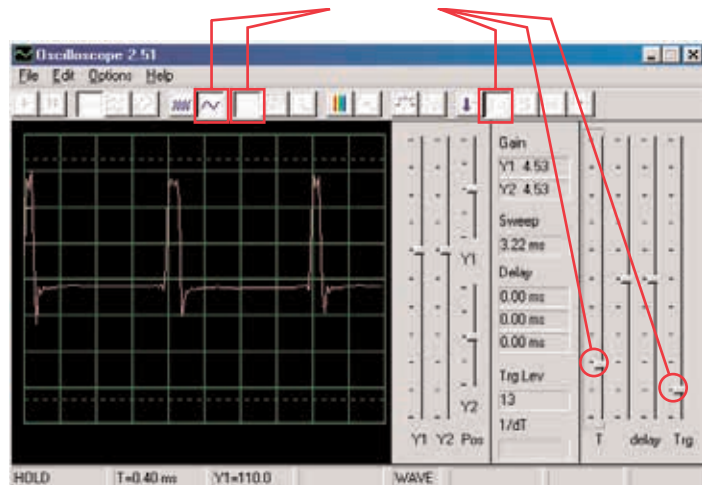 Oscilloscope 2.51
File Edit Options Help
Gain
Y1 4.53
Y2 4.53
Sweep
3.22 ms
Delay
0.00 ms
0.00 ms
0.00 ms
Trg Lev
13
1/dT
Y1
Y2
Y1 Y2 Pos
T delay Trg
HOLD T=0.40 ms Y1=110.0 WAVE